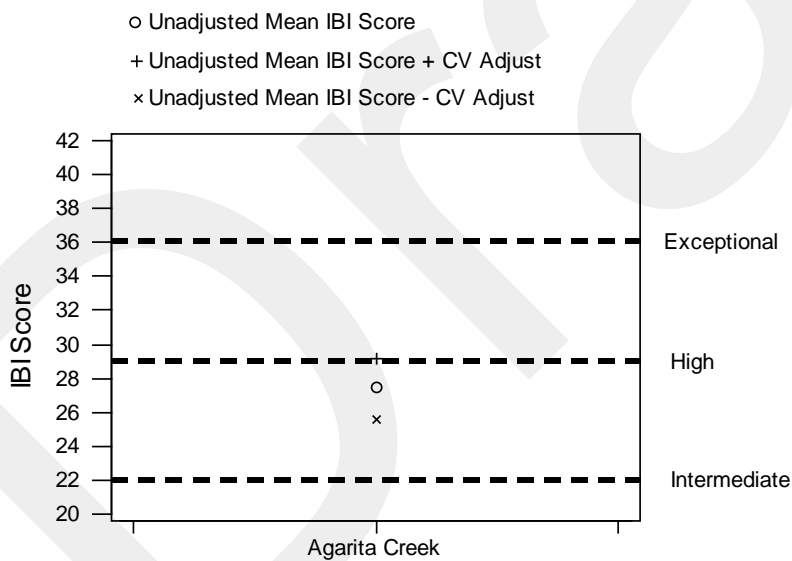 Unadjusted Mean IBI Score
Unadjusted Mean IBI Score + CV Adjust
Unadjusted Mean IBI Score - CV Adjust
42
40
38
36
34
32
30
28
26
24
22
20
IBI Score
Exceptional
High
Intermediate
Agarita Creek
Dra